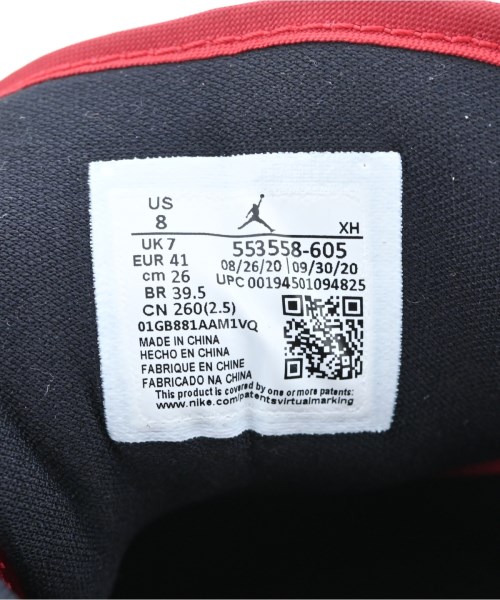 US
8
XH
UK 7
553558-605
EUR 41
08/26/20 09/30/20
cm 26
UPC 00194501094825
BR 39.5
CN 260(2.5)
01GB881AAM1VQ
MADE IN CHINA
HECHO EN CHINA
FABRIQUE EN CHINE
FABRICADO NA CHINA
This product is covered by one or more patents:
www.nike.com/patentsvirtualmarking